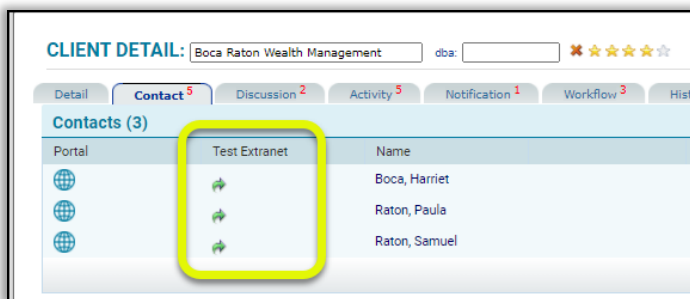 CLIENT DETAIL: Boca Raton Wealth Management dba:
Detail Contact 5 Discussion 2 Activity 5 Notification 1 Workflow 3 Hist
Contacts (3)
Portal Test Extranet Name
Boca, Harriet
Raton, Paula
Raton, Samuel